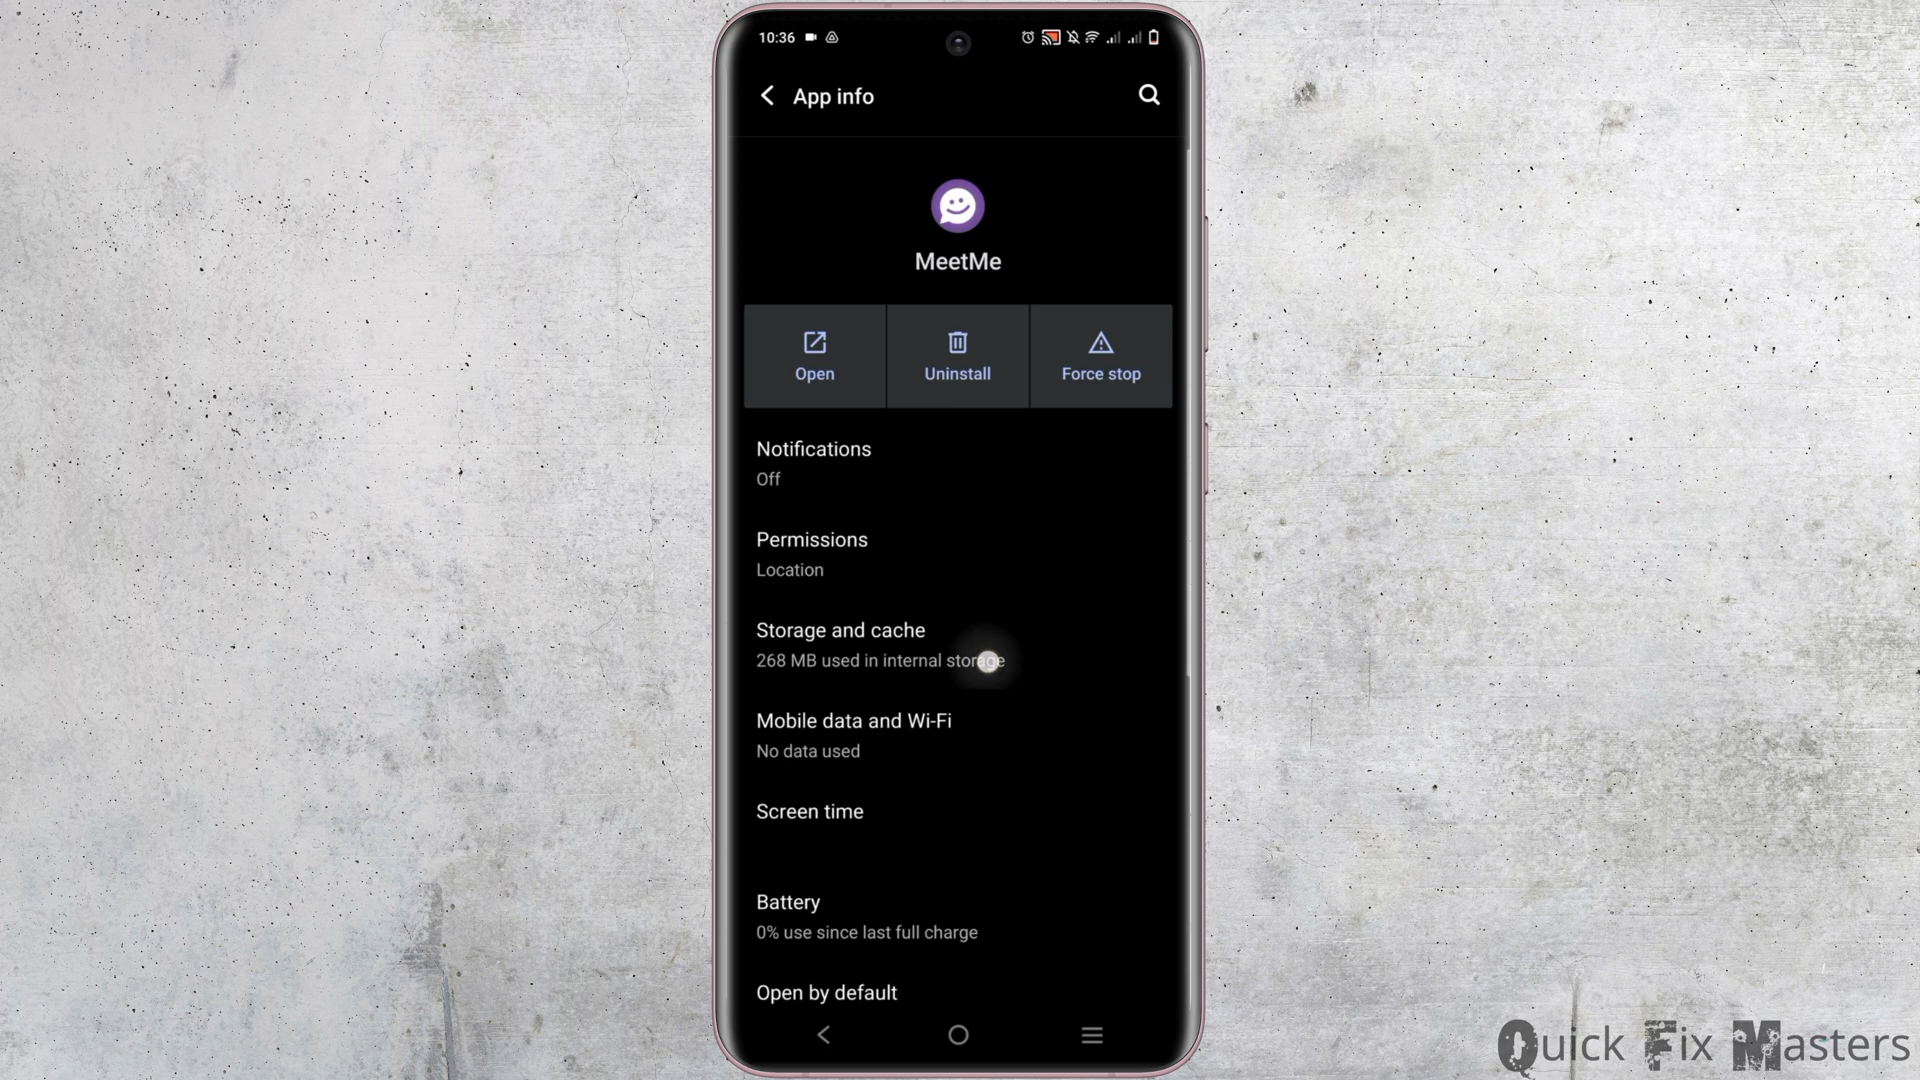 10:36
App info
MeetMe
Open
Uninstall
Force stop
Notifications
Off
Permissions
Location
Storage and cache
268 MB used in internal storage
Mobile data and Wi-Fi
No data used
Screen time
Battery
0% use since last full charge
Open by default
Quick Fix Masters